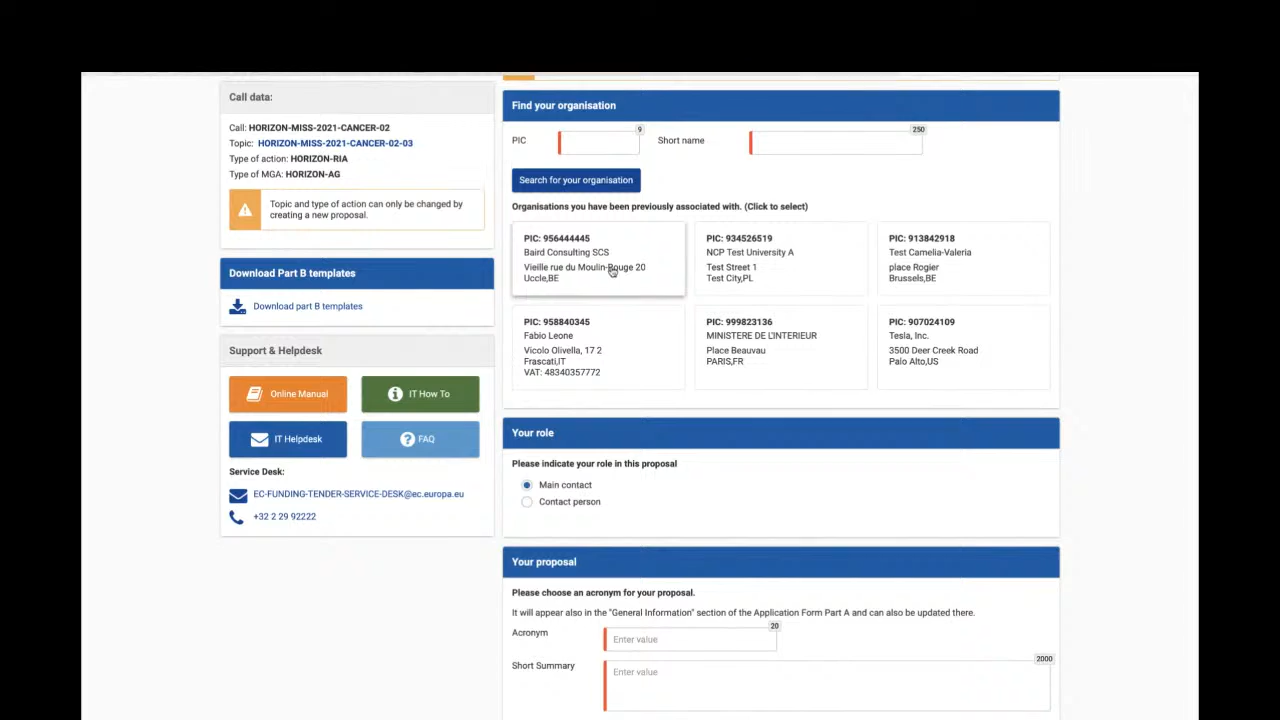 Call data:
Call: HORIZON-MISS-2021-CANCER-02
Topic: HORIZON-MISS-2021-CANCER-02-03
Type of action: HORIZON-RIA
Type of MGA: HORIZON-AG
Topic and type of action can only be changed by
creating a new proposal.
Download Part B templates
Download part B templates
Support & Helpdesk
Online Manual
IT How To
IT Helpdesk
FAQ
Service Desk:
EC-FUNDING-TENDER-SERVICE-DESK@ec.europa.eu
+32 2 29 92222
Find your organisation
PIC
9
Short name
250
Search for your organisation
Organisations you have been previously associated with. (Click to select)
PIC: 956444445
Baird Consulting SCS
Vieille rue du Moulin-Rouge 20
Uccle,BE
PIC: 934526519
NCP Test University A
Test Street 1
Test City,PL
PIC: 913842918
Test Camelia-Valeria
place Rogier
Brussels,BE
PIC: 958840345
Fabio Leone
Vicolo Olivella, 17 2
Frascati,IT
VAT: 48340357772
PIC: 999823136
MINISTERE DE L'INTERIEUR
Place Beauvau
PARIS,FR
PIC: 907024109
Tesla, Inc.
3500 Deer Creek Road
Palo Alto,US
Your role
Please indicate your role in this proposal
Main contact
Contact person
Your proposal
Please choose an acronym for your proposal.
It will appear also in the "General Information" section of the Application Form Part A and can also be updated there.
Acronym
Enter value
20
Short Summary
Enter value
2000